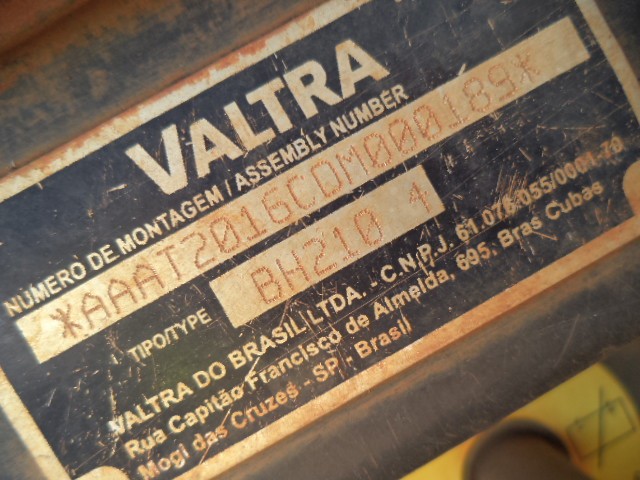 VALTRA
NÚMERO DE MONTAGEM / ASSEMBLY NUMBER
*AAAT2016CDM000189*
TIPO/TYPE BH210 4
VALTRA DO BRASIL LTDA. - C.N.P.J. 61.076.055/0001-70
Rua Capitão Francisco de Almeida, 695. Bras Cubas
Mogi das Cruzes - SP - Brasil